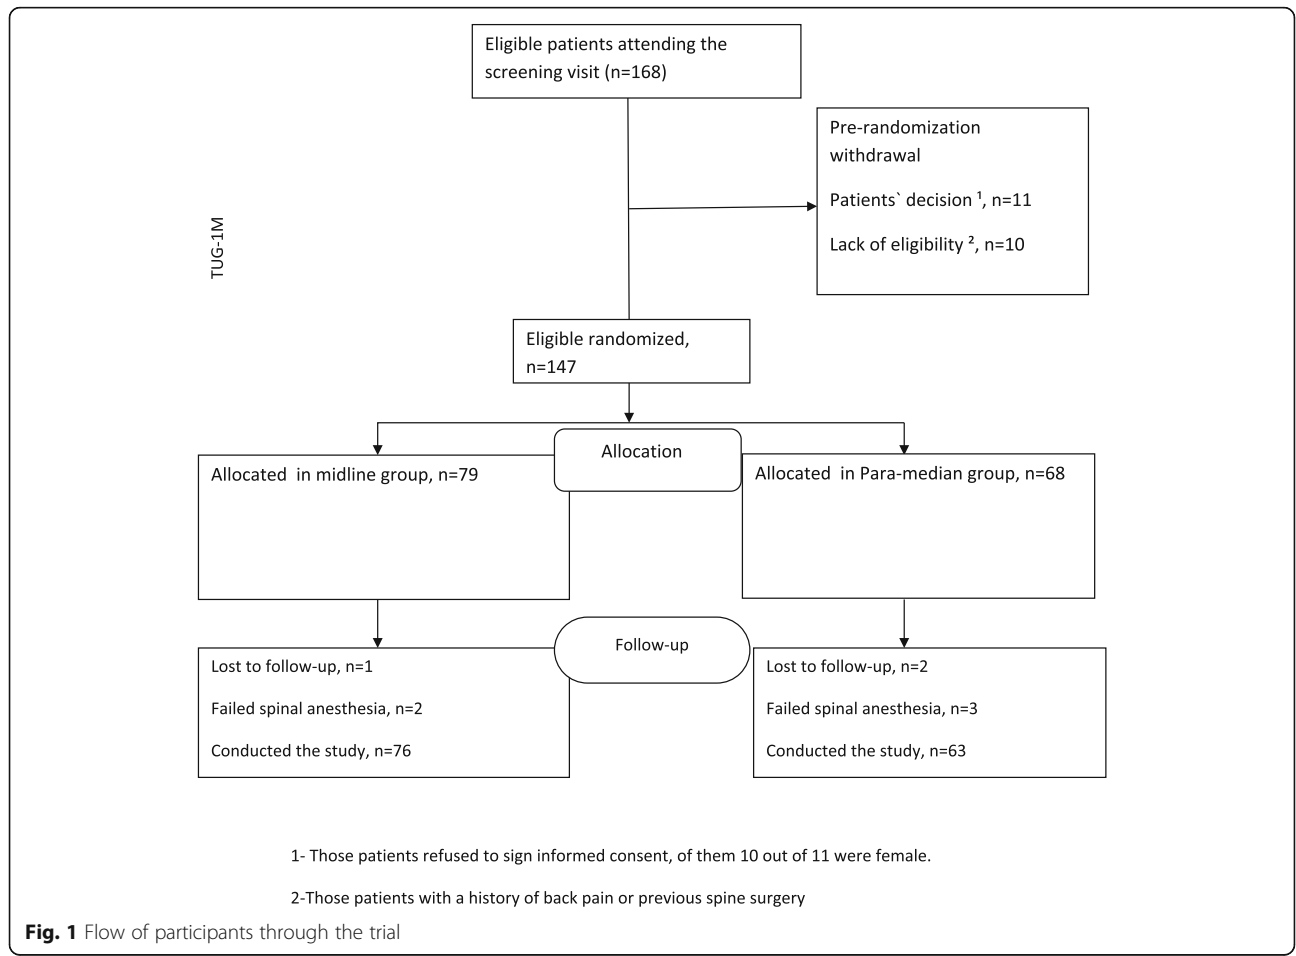 Eligible patients attending the
screening visit (n=168)
Pre-randomization
withdrawal
Patients` decision ¹, n=11
Lack of eligibility ², n=10
TUG-1M
Eligible randomized,
n=147
Allocation
Allocated  in midline group, n=79
Allocated  in Para-median group, n=68
Follow-up
Lost to follow-up, n=1
Failed spinal anesthesia, n=2
Conducted the study, n=76
Lost to follow-up, n=2
Failed spinal anesthesia, n=3
Conducted the study, n=63
1- Those patients refused to sign informed consent, of them 10 out of 11 were female.
2-Those patients with a history of back pain or previous spine surgery
Fig. 1 Flow of participants through the trial